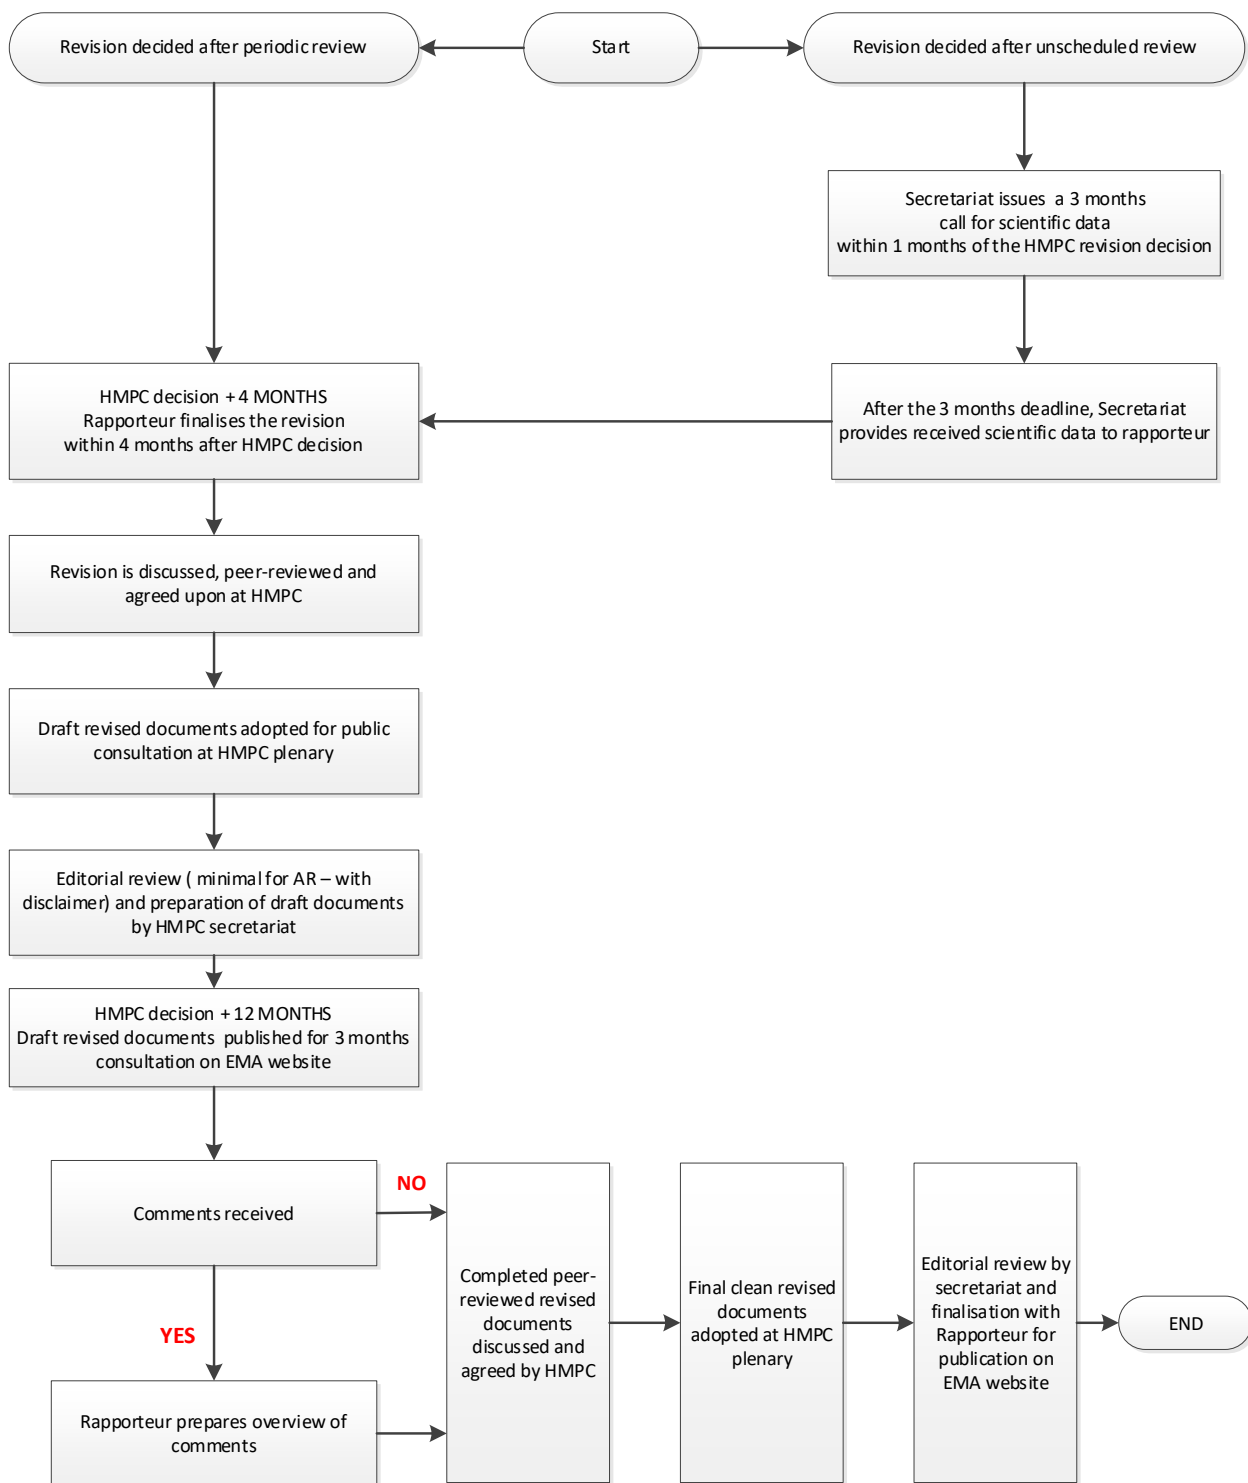 Revision decided after periodic review
Start
Revision decided after unscheduled review
Secretariat issues a 3 months
call for scientific data
within 1 months of the HMPC revision decision
HMPC decision + 4 MONTHS
Rapporteur finalises the revision
within 4 months after HMPC decision
After the 3 months deadline, Secretariat
provides received scientific data to rapporteur
Revision is discussed, peer-reviewed and
agreed upon at HMPC
Draft revised documents adopted for public
consultation at HMPC plenary
Editorial review ( minimal for AR – with
disclaimer) and preparation of draft documents
by HMPC secretariat
HMPC decision + 12 MONTHS
Draft revised documents published for 3 months
consultation on EMA website
Comments received
NO
YES
Rapporteur prepares overview of
comments
Completed peer-
reviewed revised
documents
discussed and
agreed by HMPC
Final clean revised
documents
adopted at HMPC
plenary
Editorial review by
secretariat and
finalisation with
Rapporteur for
publication on
EMA website
END